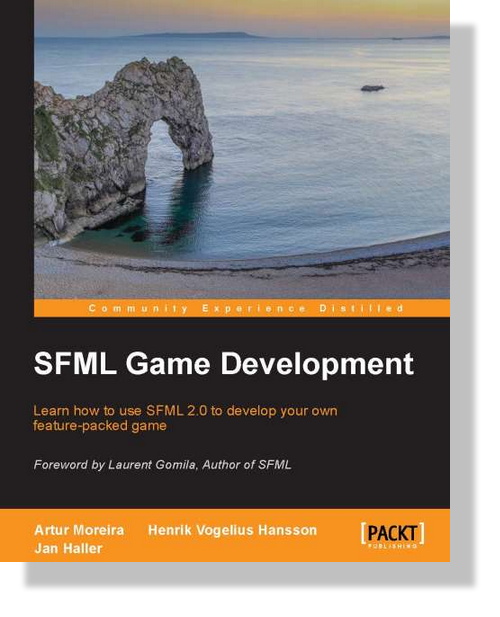 Community Experience Distilled
SFML Game Development
Learn how to use SFML 2.0 to develop your own
feature-packed game
Foreword by Laurent Gomila, Author of SFML
Artur Moreira Henrik Vogelius Hansson
Jan Haller
[PACKT]
PUBLISHING